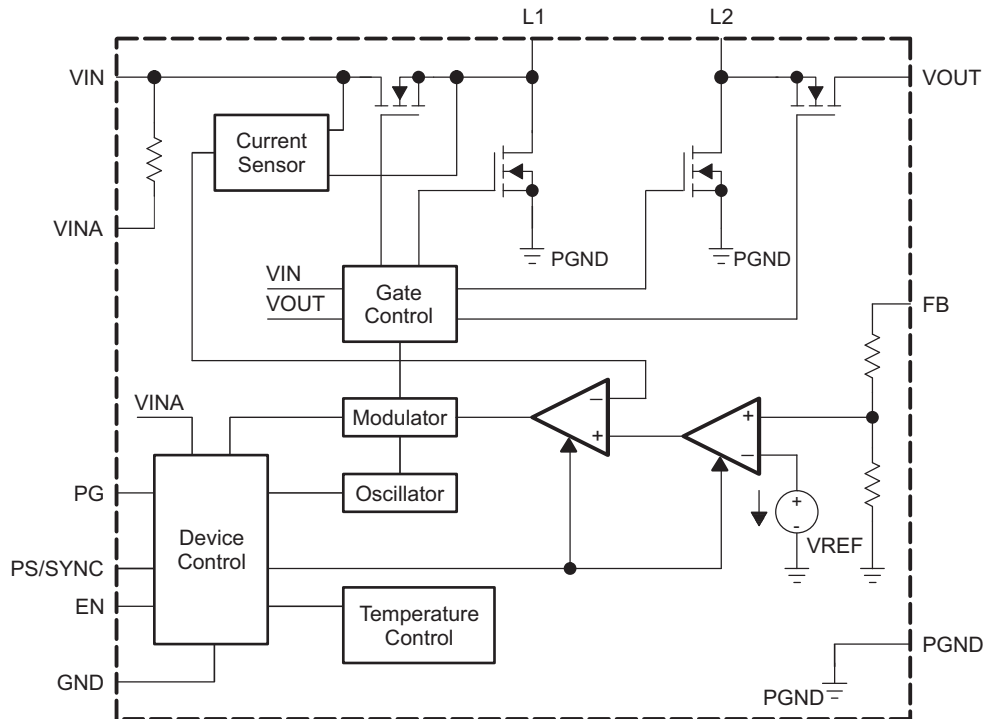 L1
L2
VIN
VOUT
Current
Sensor
VINA
PGND
PGND
VIN
VOUT
Gate
Control
FB
VINA
Modulator
–
+
+
–
PG
Oscillator
Device
Control
+
-
VREF
PS/SYNC
EN
Temperature
Control
PGND
GND
PGND